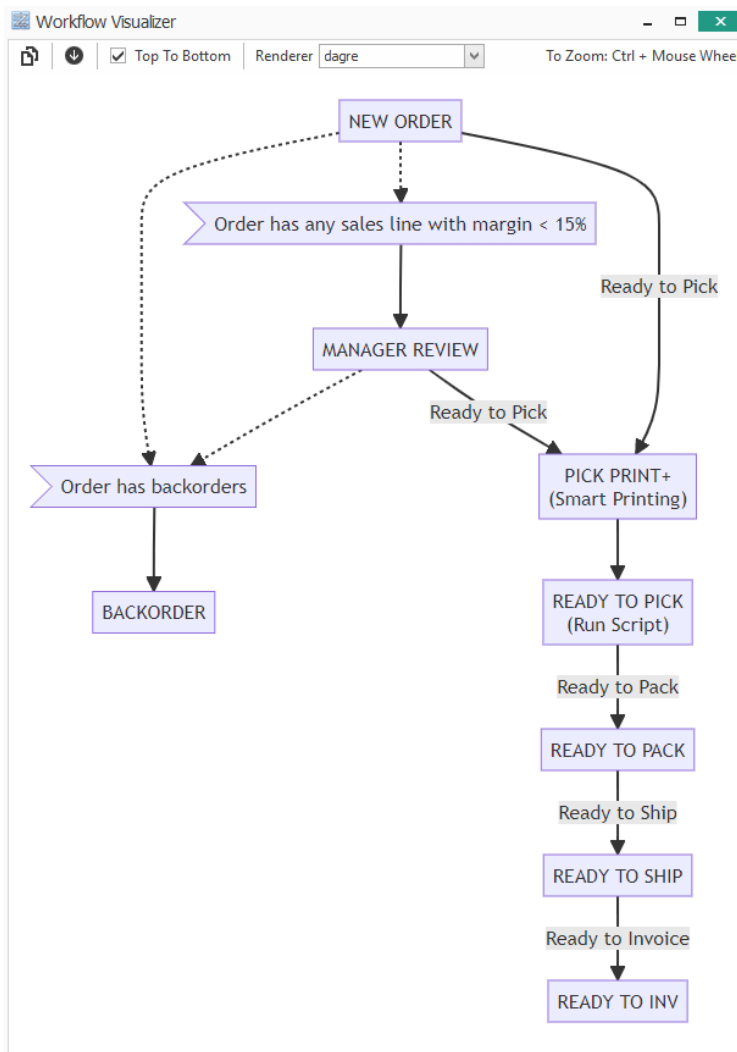 Workflow Visualizer
Top To Bottom
Renderer
dagre
To Zoom: Ctrl + Mouse Whee
NEW ORDER
Order has any sales line with margin < 15%
Ready to Pick
MANAGER REVIEW
Ready to Pick
Order has backorders
PICK PRINT+
(Smart Printing)
BACKORDER
READY TO PICK
(Run Script)
Ready to Pack
READY TO PACK
Ready to Ship
READY TO SHIP
Ready to Invoice
READY TO INV